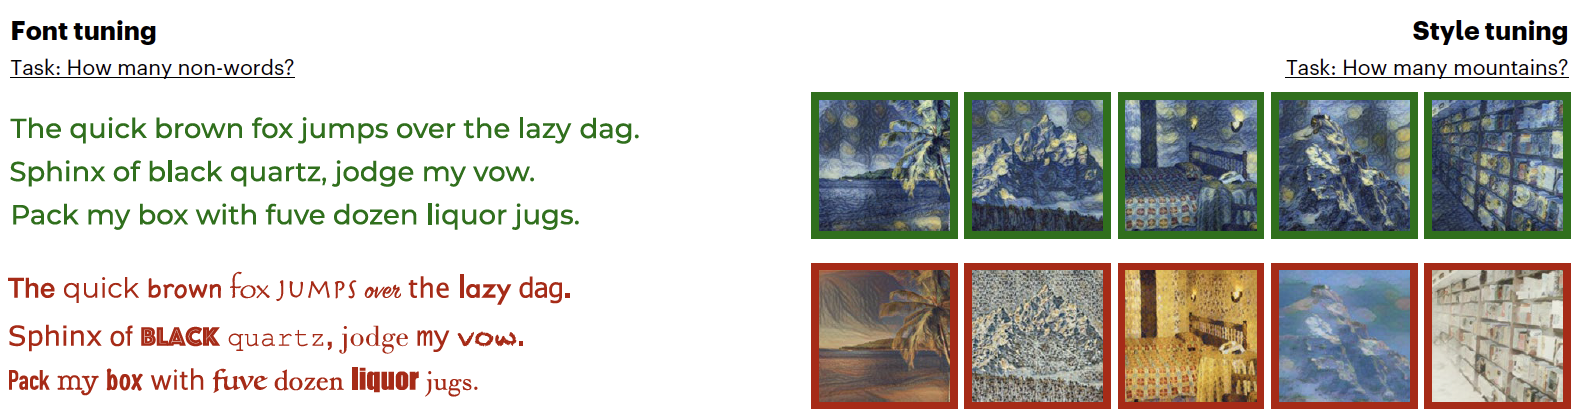 Font tuning
Task: How many non-words?
The quick brown fox jumps over the lazy dag.
Sphinx of black quartz, jodge my vow.
Pack my box with fuve dozen liquor jugs.
The quick brown fox JUMPS over the lazy dag.
Sphinx of BLACK quartz, jodge my vow.
Pack my box with fuve dozen liquor jugs.
Style tuning
Task: How many mountains?